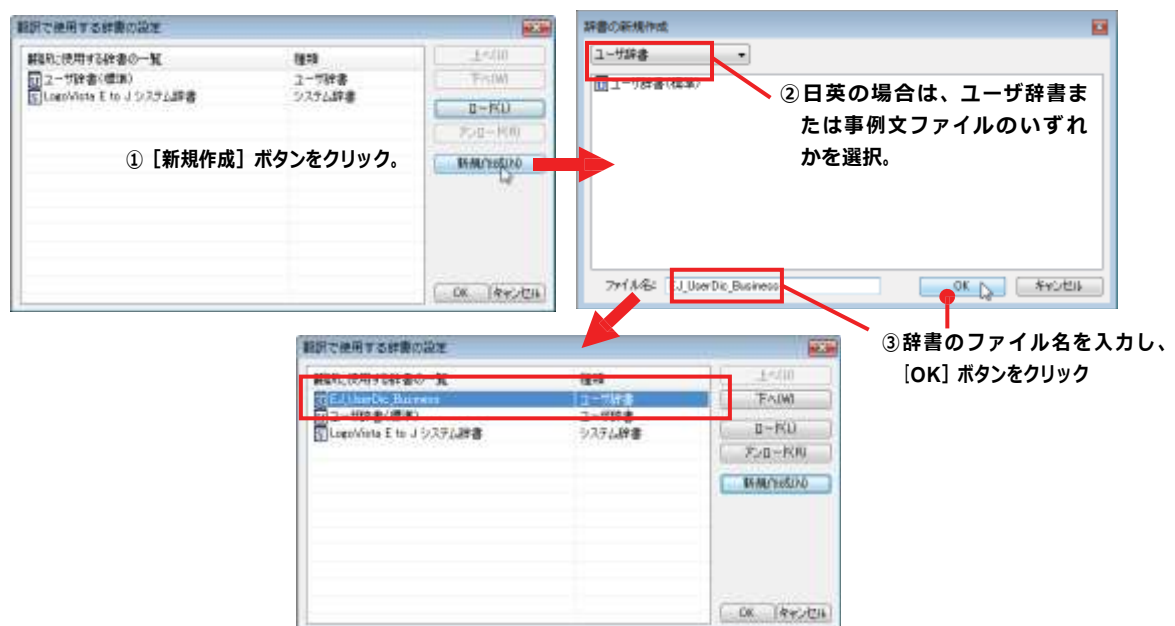 翻訳で使用する辞書の設定
翻訳に使用する辞書の一覧 種類
ユーザ辞書(標準) ユーザ辞書
LogoVista E to J システム辞書 システム辞書
上へ(U)
下へ(W)
ロード(L)
アンロード(R)
新規作成(N)
OK キャンセル
① [新規作成] ボタンをクリック。
辞書の新規作成
ユーザ辞書
ユーザ辞書(標準)
②日英の場合は、ユーザ辞書ま
たは事例文ファイルのいずれ
かを選択。
ファイル名: EJ_UserDic_Business
OK キャンセル
③辞書のファイル名を入力し、
[OK] ボタンをクリック
翻訳で使用する辞書の設定
翻訳に使用する辞書の一覧 種類
EJ_UserDic_Business ユーザ辞書
ユーザ辞書(標準) ユーザ辞書
LogoVista E to J システム辞書 システム辞書
上へ(U)
下へ(W)
ロード(L)
アンロード(R)
新規作成(N)
OK キャンセル